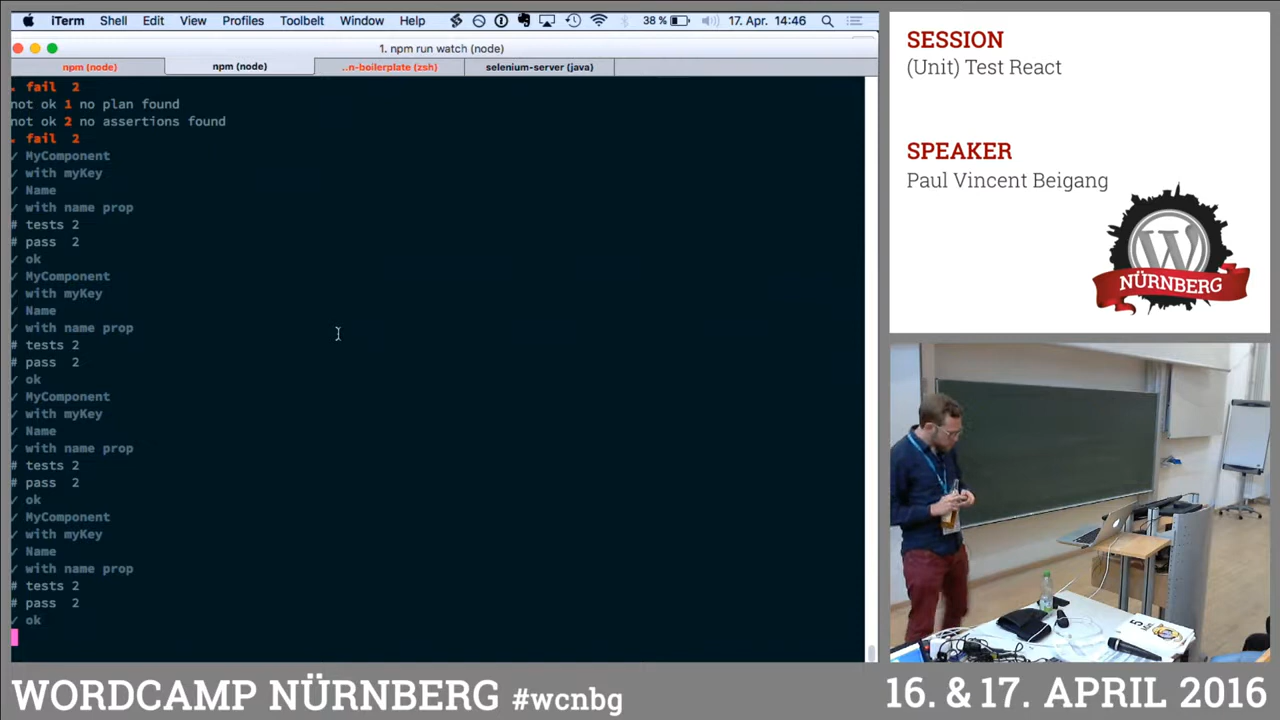 iTerm Shell Edit View Profiles Toolbelt Window Help 38 % 17. Apr. 14:46
1. npm run watch (node)
npm (node) npm (node) ..n-boilerplate (zsh) selenium-server (java)
. fail 2
not ok 1 no plan found
not ok 2 no assertions found
. fail 2
✓ MyComponent
✓ with myKey
✓ Name
✓ with name prop
# tests 2
# pass 2
✓ ok
✓ MyComponent
✓ with myKey
✓ Name
✓ with name prop
# tests 2
# pass 2
✓ ok
✓ MyComponent
✓ with myKey
✓ Name
✓ with name prop
# tests 2
# pass 2
✓ ok
✓ MyComponent
✓ with myKey
✓ Name
✓ with name prop
# tests 2
# pass 2
✓ ok
SESSION
(Unit) Test React
SPEAKER
Paul Vincent Beigang
W
NÜRNBERG
WORDCAMP NÜRNBERG #wcnbg
16. & 17. APRIL 2016